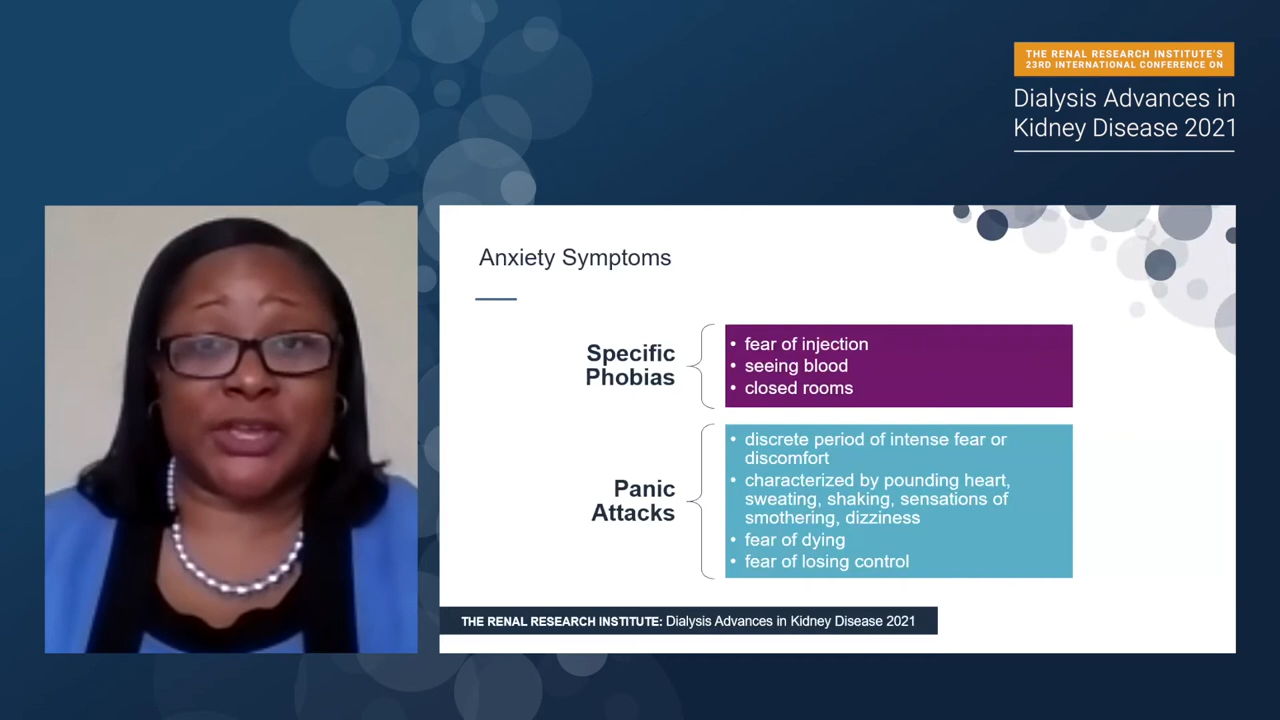 THE RENAL RESEARCH INSTITUTE'S
23RD INTERNATIONAL CONFERENCE ON
Dialysis Advances in
Kidney Disease 2021
Anxiety Symptoms
Specific
Phobias
• fear of injection
• seeing blood
• closed rooms
Panic
Attacks
• discrete period of intense fear or
discomfort
• characterized by pounding heart,
sweating, shaking, sensations of
smothering, dizziness
• fear of dying
• fear of losing control
THE RENAL RESEARCH INSTITUTE: Dialysis Advances in Kidney Disease 2021